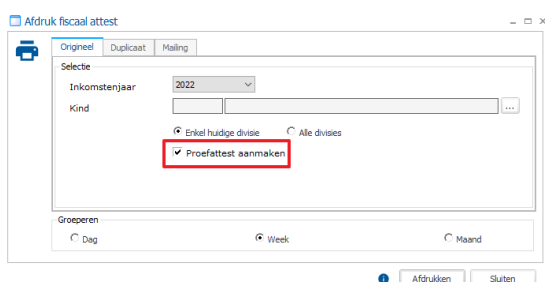 Afdruk fiscaal attest
Origineel Duplicaat Mailing
Selectie
Inkomstenjaar 2022
Kind ...
Enkel huidige divisie Alle divisies
Proefattest aanmaken
Groeperen
Dag Week Maand
Afdrukken Sluiten